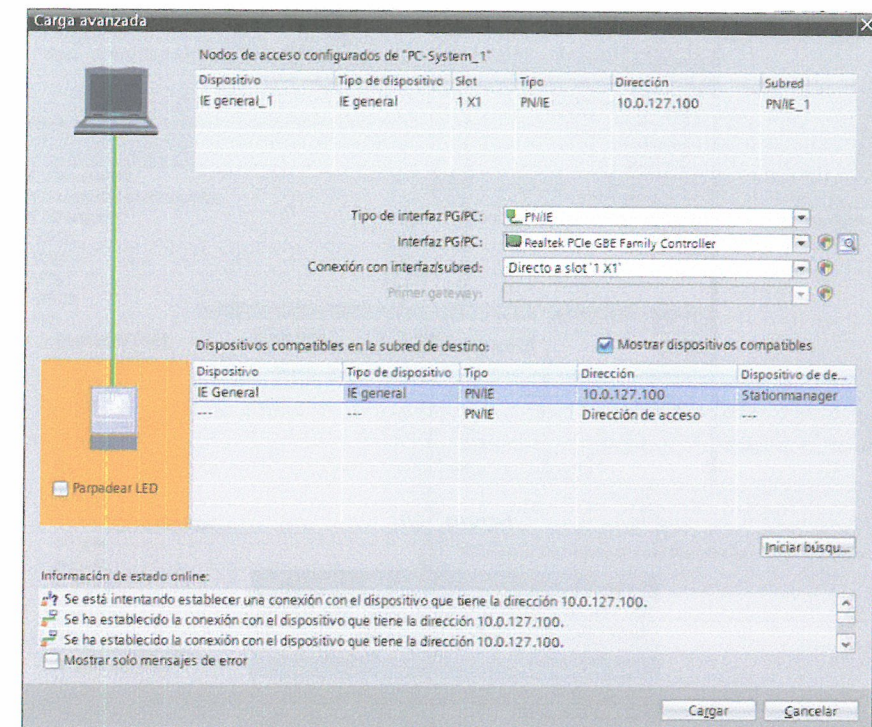 Carga avanzada
Nodos de acceso configurados de "PC-System_1"
Dispositivo Tipo de dispositivo Slot Tipo Dirección Subred
IE general_1 IE general 1 X1 PN/IE 10.0.127.100 PN/IE_1
Tipo de interfaz PG/PC: PN/IE
Interfaz PG/PC: Realtek PCIe GBE Family Controller
Conexión con interfaz/subred: Directo a slot '1 X1'
Primer gateway:
Dispositivos compatibles en la subred de destino: Mostrar dispositivos compatibles
Dispositivo Tipo de dispositivo Tipo Dirección Dispositivo de de...
IE General IE general PN/IE 10.0.127.100 Stationmanager
--- --- PN/IE Dirección de acceso ---
Parpadear LED
Iniciar búsqu...
Información de estado online:
Se está intentando establecer una conexión con el dispositivo que tiene la dirección 10.0.127.100.
Se ha establecido la conexión con el dispositivo que tiene la dirección 10.0.127.100.
Se ha establecido la conexión con el dispositivo que tiene la dirección 10.0.127.100.
Mostrar solo mensajes de error
Cargar Cancelar